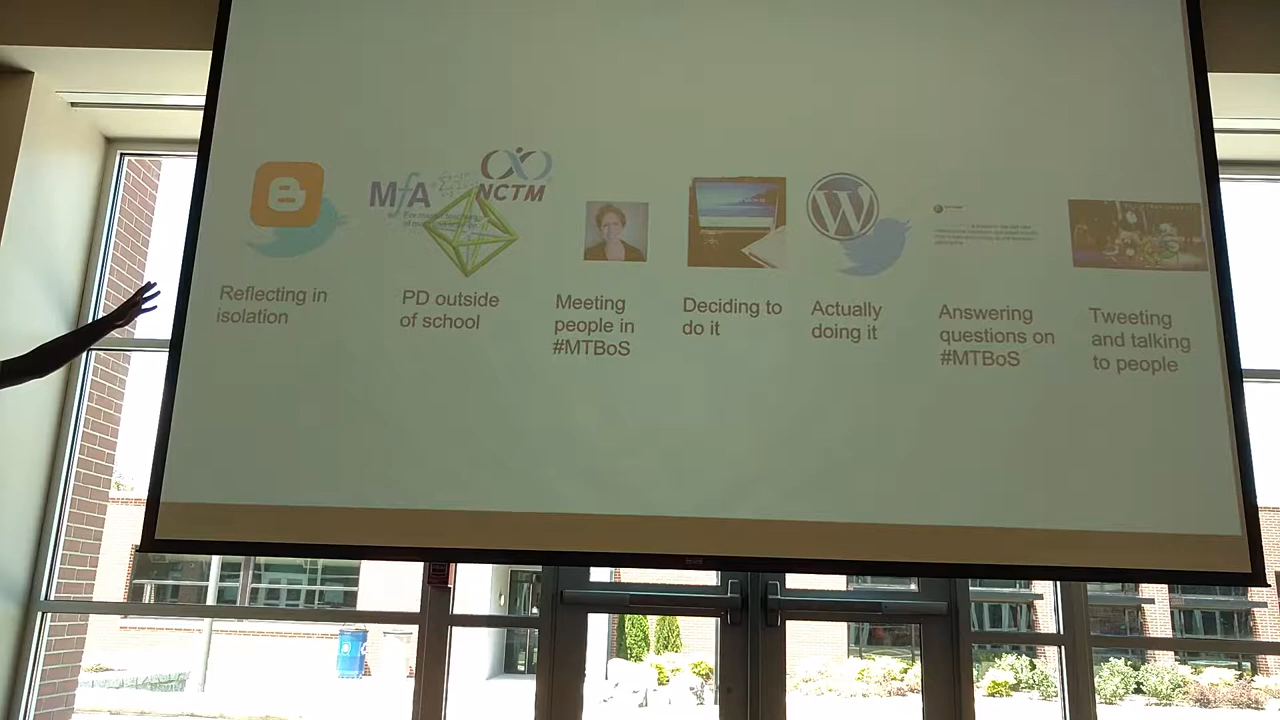 MfA
NCTM
Reflecting in
isolation
PD outside
of school
Meeting
people in
#MTBoS
Deciding to
do it
Actually
doing it
Answering
questions on
#MTBoS
Tweeting
and talking
to people